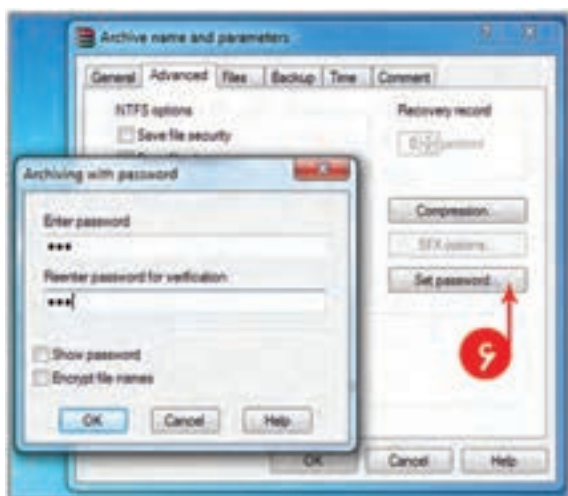 Archive name and parameters
General Advanced Files Backup Time Comment
NTFS options
Save file security
Recovery record
Archiving with password
Enter password
•••
Reenter password for verification
•••
Show password
Encrypt file names
OK Cancel Help
Compression...
SFX options...
Set password...
۶
OK Cancel Help